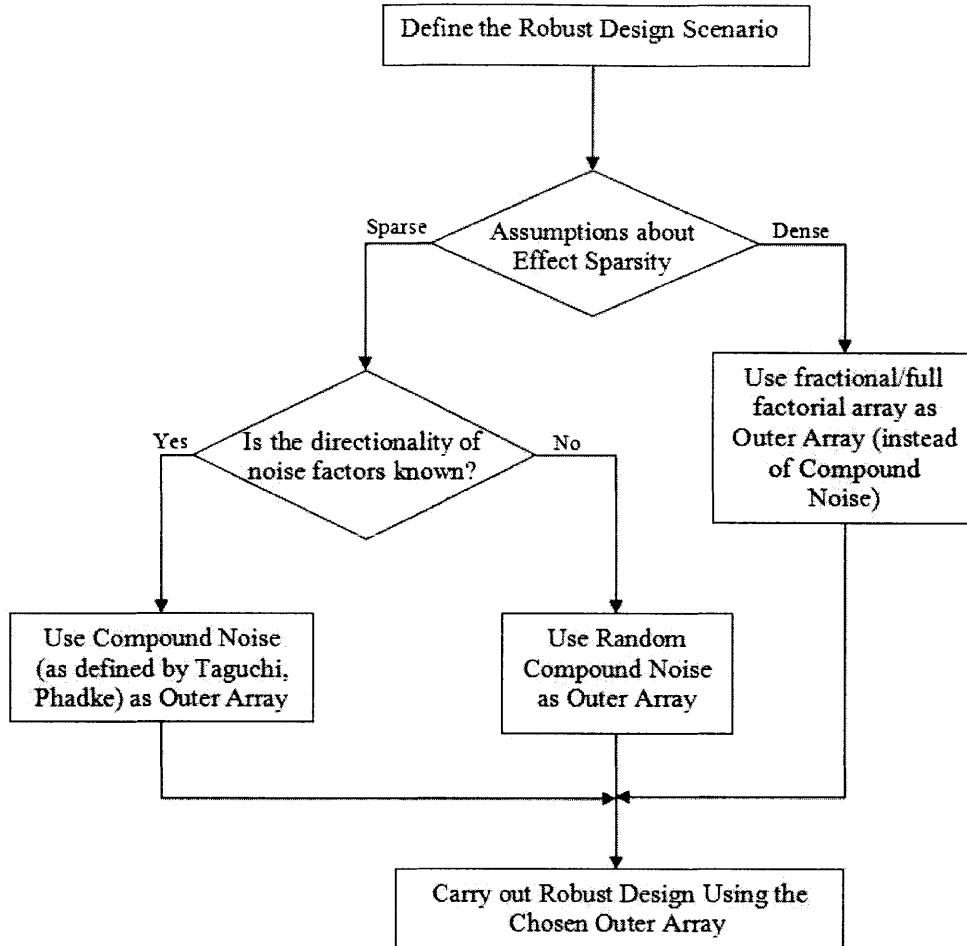 Define the Robust Design Scenario
Sparse
Dense
Assumptions about
Effect Sparsity
Use fractional/full
factorial array as
Outer Array (instead
of Compound
Noise)
Yes
No
Is the directionality of
noise factors known?
Use Compound Noise
(as defined by Taguchi,
Phadke) as Outer Array
Use Random
Compound Noise
as Outer Array
Carry out Robust Design Using the
Chosen Outer Array